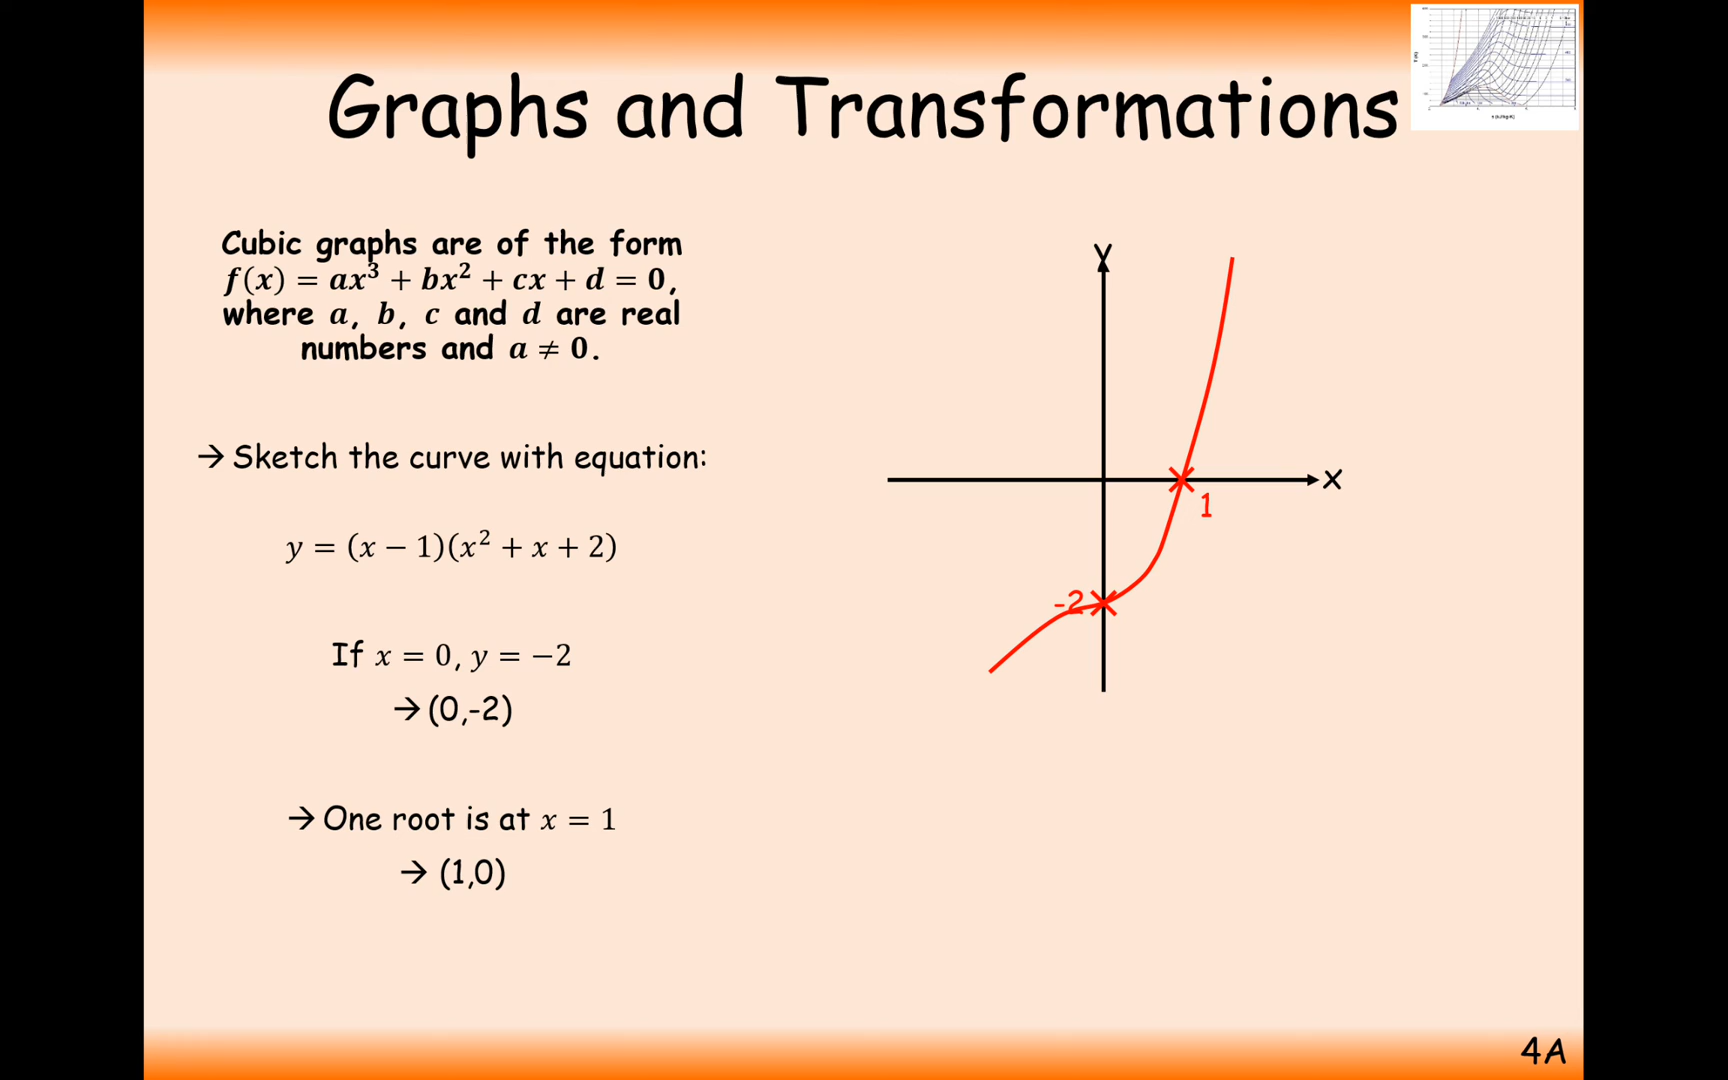 Graphs and Transformations
Cubic graphs are of the form
f(x) = ax³ + bx² + cx + d = 0,
where a, b, c and d are real
numbers and a ≠ 0.
→ Sketch the curve with equation:
y = (x − 1)(x² + x + 2)
If x = 0, y = −2
→ (0,-2)
→ One root is at x = 1
→ (1,0)
y
x
1
-2
4A